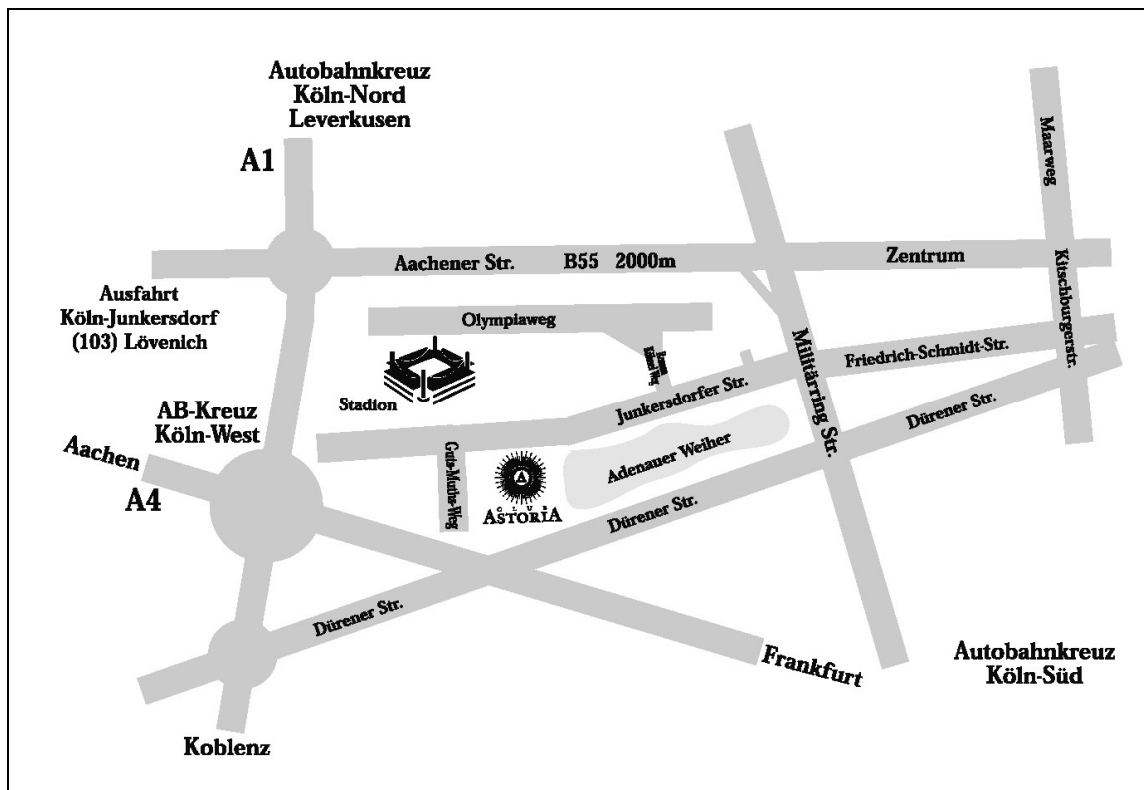 Autobahnkreuz
Köln-Nord
Leverkusen
A1
Maarweg
Aachener Str. B55 2000m
Zentrum
Kitschburgerstr.
Ausfahrt
Köln-Junkersdorf
(103) Lövenich
Olympiaweg
Militärring Str.
Friedrich-Schmidt-Str.
Stadion
Junkersdorfer Str.
AB-Kreuz
Köln-West
Aachen
A4
Guts-Muths-Weg
Adenauer Weiher
Dürener Str.
CLUB
ASTORIA
Dürener Str.
Dürener Str.
Frankfurt
Autobahnkreuz
Köln-Süd
Koblenz